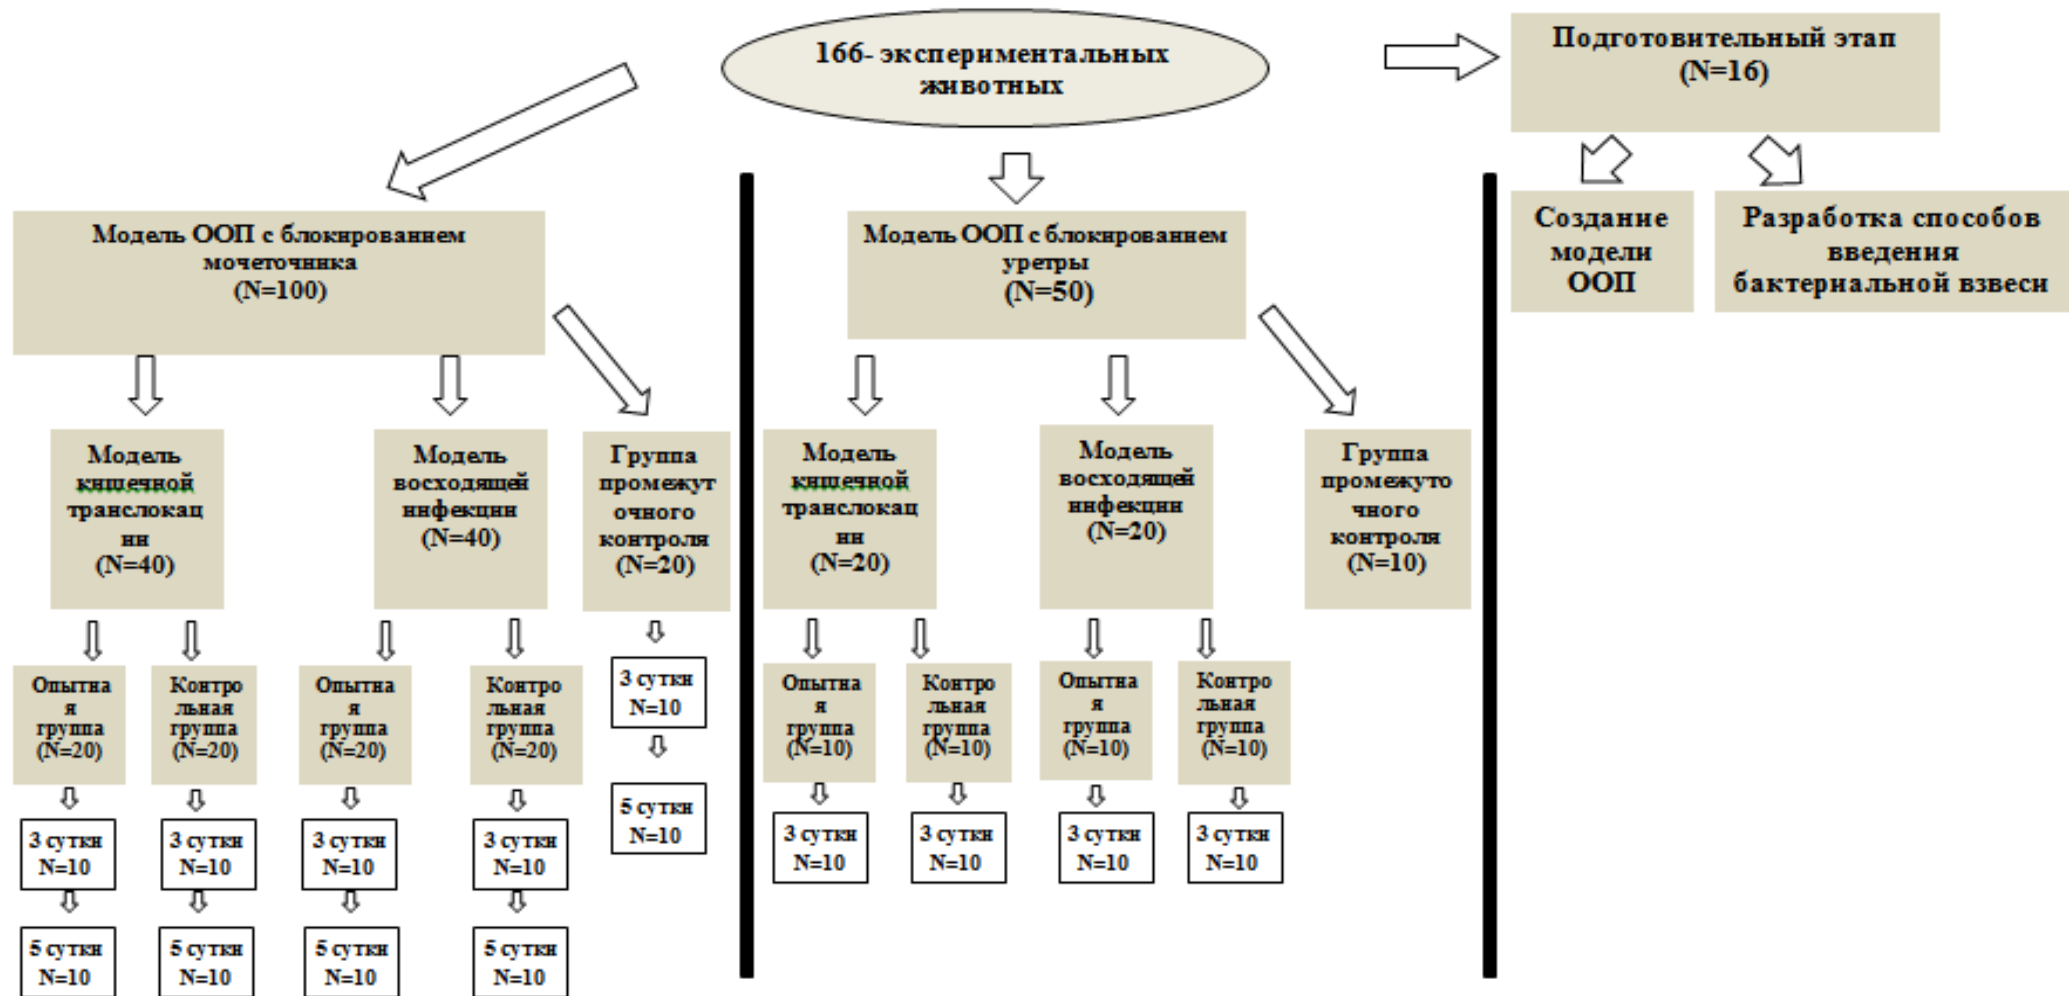 166- экспериментальных
животных
Подготовительный этап
(N=16)
Создание
модели
ООП
Разработка способов
введения
бактериальной взвеси
Модель ООП с блокированием
мочеточника
(N=100)
Модель ООП с блокированием
уретры
(N=50)
Модель
кишечной
транслокац
ии
(N=40)
Модель
восходящей
инфекции
(N=40)
Группа
промежут
очного
контроля
(N=20)
Модель
кишечной
транслокац
ии
(N=20)
Модель
восходящей
инфекции
(N=20)
Группа
промежуто
чного
контроля
(N=10)
Опытна
я
группа
(N=20)
Контро
льная
группа
(N=20)
Опытна
я
группа
(N=20)
Контро
льная
группа
(N=20)
3 сутки
N=10
5 сутки
N=10
Опытна
я
группа
(N=10)
Контро
льная
группа
(N=10)
Опытна
я
группа
(N=10)
Контро
льная
группа
(N=10)
3 сутки
N=10
3 сутки
N=10
3 сутки
N=10
3 сутки
N=10
3 сутки
N=10
3 сутки
N=10
3 сутки
N=10
3 сутки
N=10
5 сутки
N=10
5 сутки
N=10
5 сутки
N=10
5 сутки
N=10